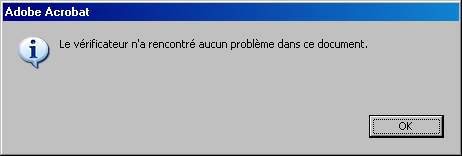 Adobe Acrobat
Le vérificateur n'a rencontré aucun problème dans ce document.
OK